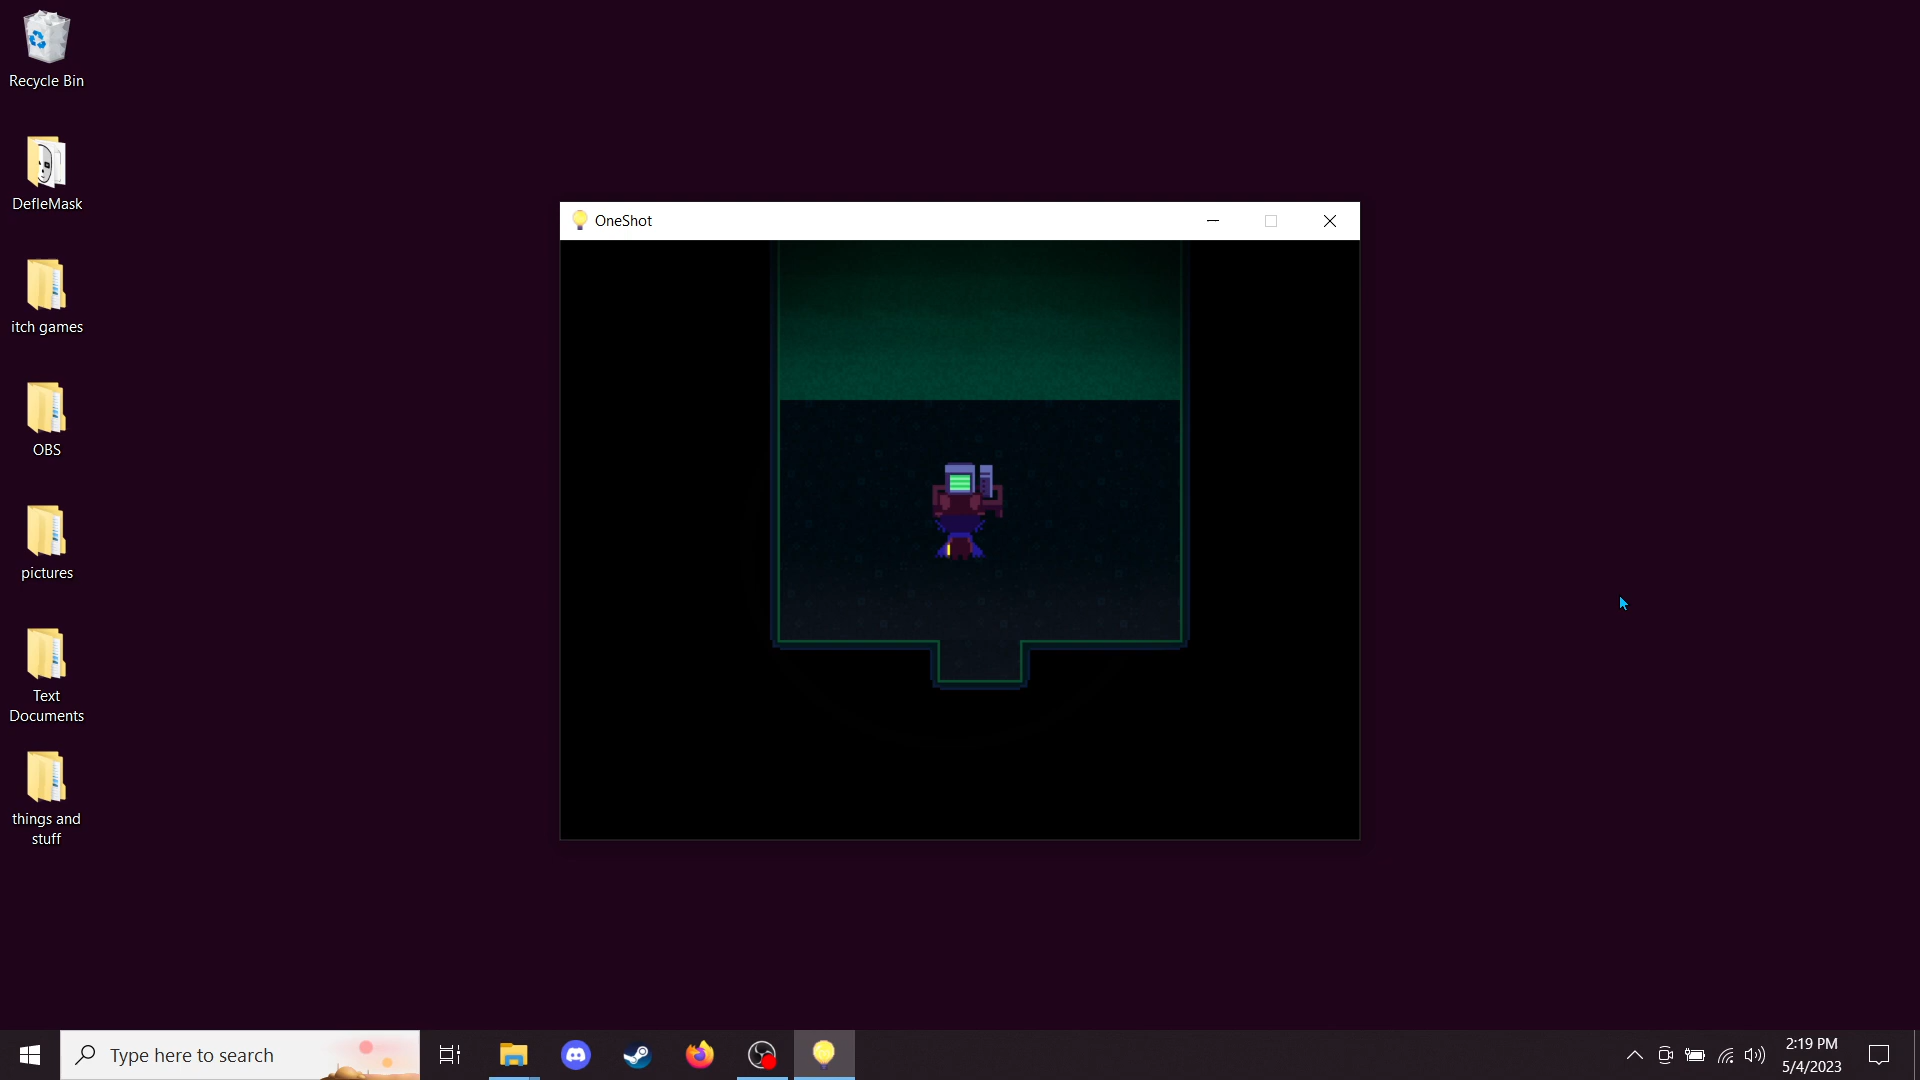 Recycle Bin
DefleMask
itch games
OBS
pictures
Text
Documents
things and
stuff
OneShot
Type here to search
2:19 PM
5/4/2023